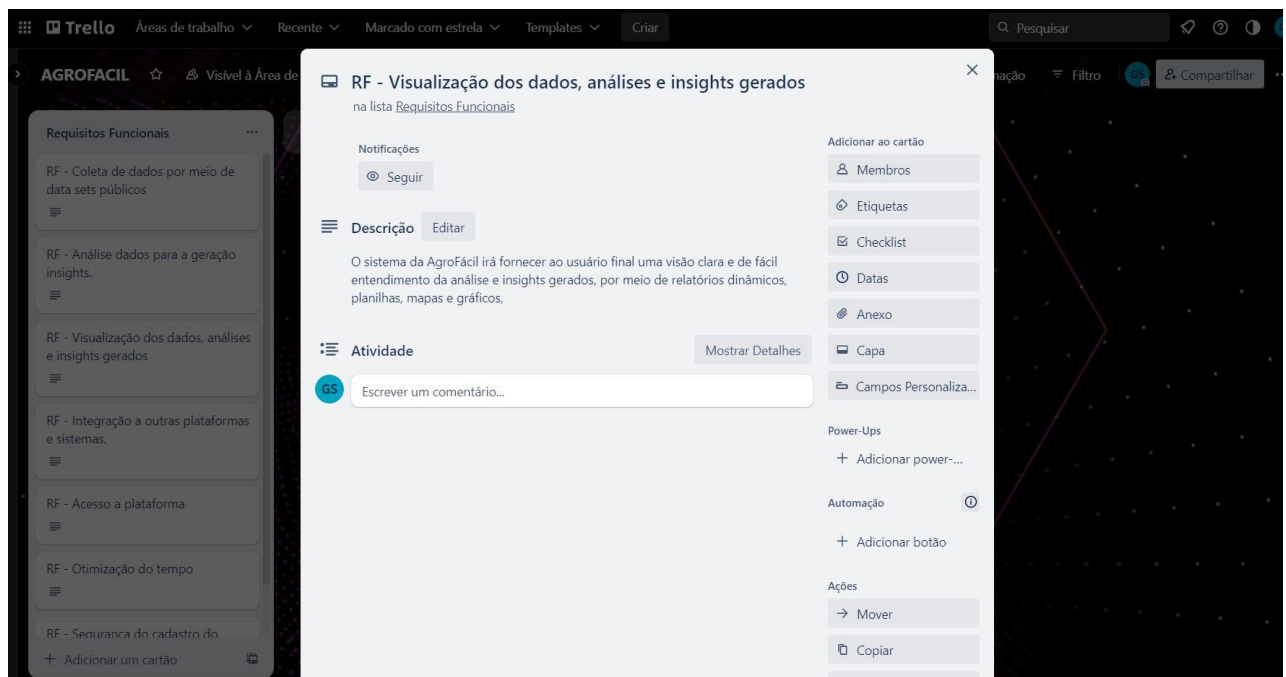 Trello
Áreas de trabalho
Recente
Marcado com estrela
Templates
Criar
Pesquisar
AGROFACIL
Visível à Área de
mação
Filtro
GS
Compartilhar
Requisitos Funcionais
RF - Coleta de dados por meio de
data sets públicos
RF - Análise dados para a geração
insights.
RF - Visualização dos dados, análises
e insights gerados
RF - Integração a outras plataformas
e sistemas.
RF - Acesso a plataforma
RF - Otimização do tempo
RF - Segurança do cadastro do
+ Adicionar um cartão
RF - Visualização dos dados, análises e insights gerados
na lista Requisitos Funcionais
Notificações
Seguir
Descrição
Editar
O sistema da AgroFácil irá fornecer ao usuário final uma visão clara e de fácil
entendimento da análise e insights gerados, por meio de relatórios dinâmicos,
planilhas, mapas e gráficos,
Atividade
Mostrar Detalhes
GS
Escrever um comentário...
Adicionar ao cartão
Membros
Etiquetas
Checklist
Datas
Anexo
Capa
Campos Personaliza...
Power-Ups
+ Adicionar power-...
Automação
+ Adicionar botão
Ações
Mover
Copiar